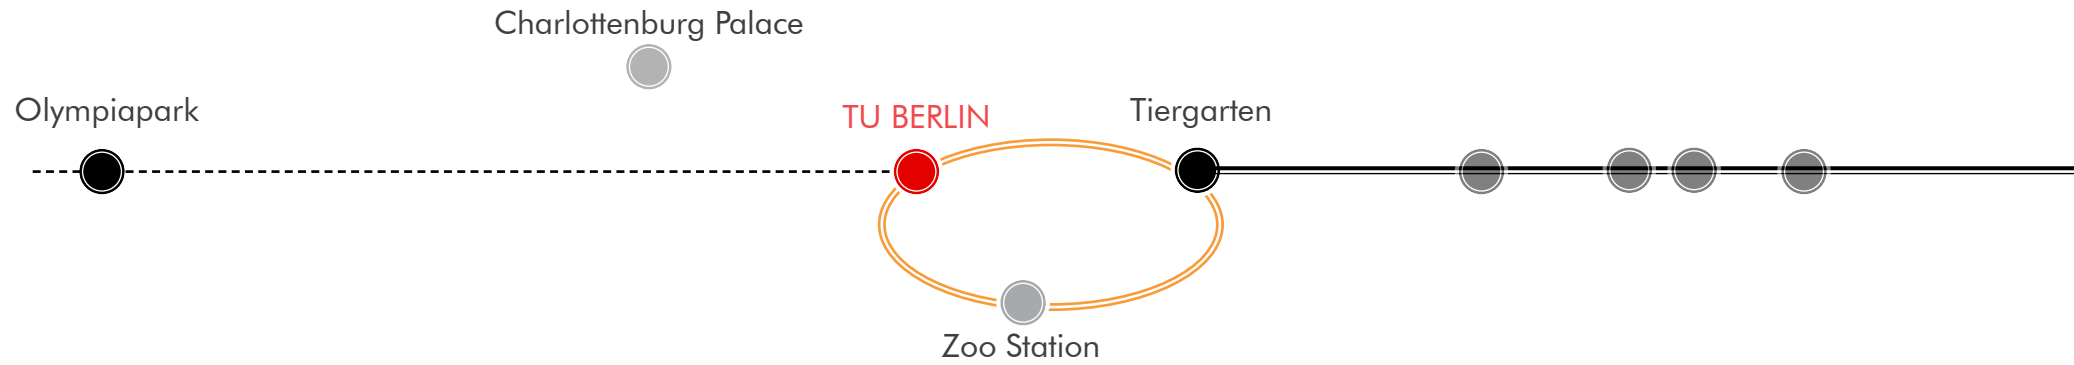 Charlottenburg Palace
Olympiapark
TU BERLIN
Tiergarten
Zoo Station